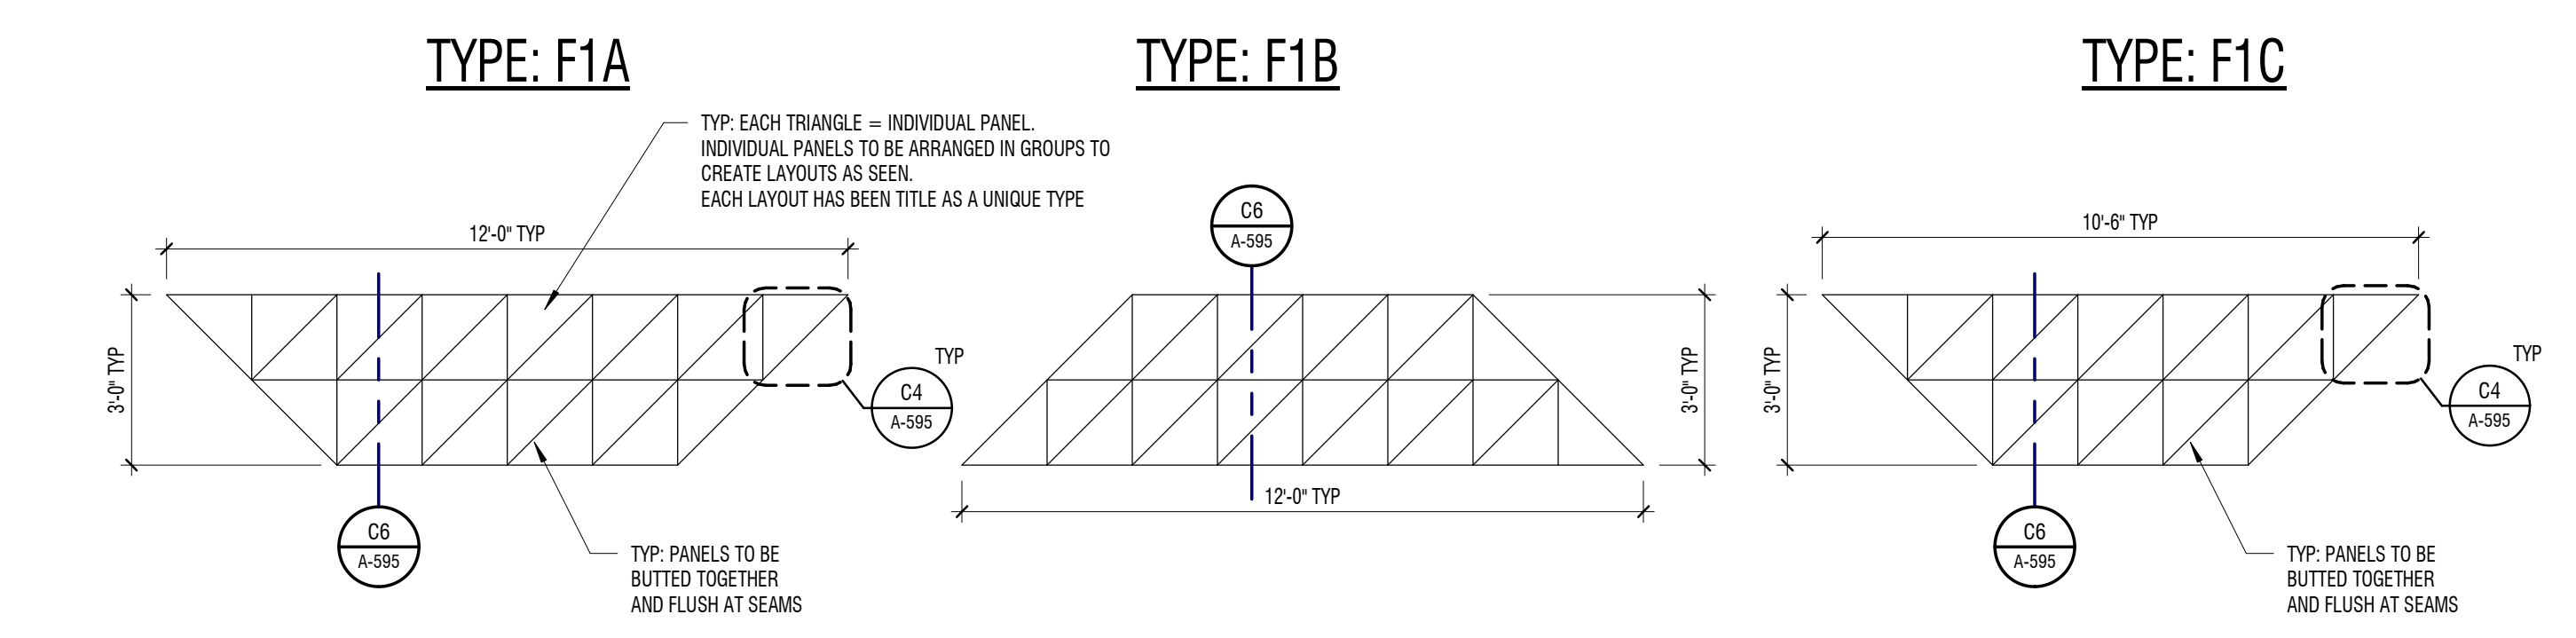 TYPE: F1A
TYPE: F1B
TYPE: F1C
TYP: EACH TRIANGLE = INDIVIDUAL PANEL.
INDIVIDUAL PANELS TO BE ARRANGED IN GROUPS TO
CREATE LAYOUTS AS SEEN.
EACH LAYOUT HAS BEEN TITLE AS A UNIQUE TYPE
12'-0" TYP
3'-0" TYP
TYP
C4
A-595
C6
A-595
TYP: PANELS TO BE
BUTTED TOGETHER
AND FLUSH AT SEAMS
C6
A-595
3'-0" TYP
12'-0" TYP
10'-6" TYP
3'-0" TYP
TYP
C4
A-595
C6
A-595
TYP: PANELS TO BE
BUTTED TOGETHER
AND FLUSH AT SEAMS